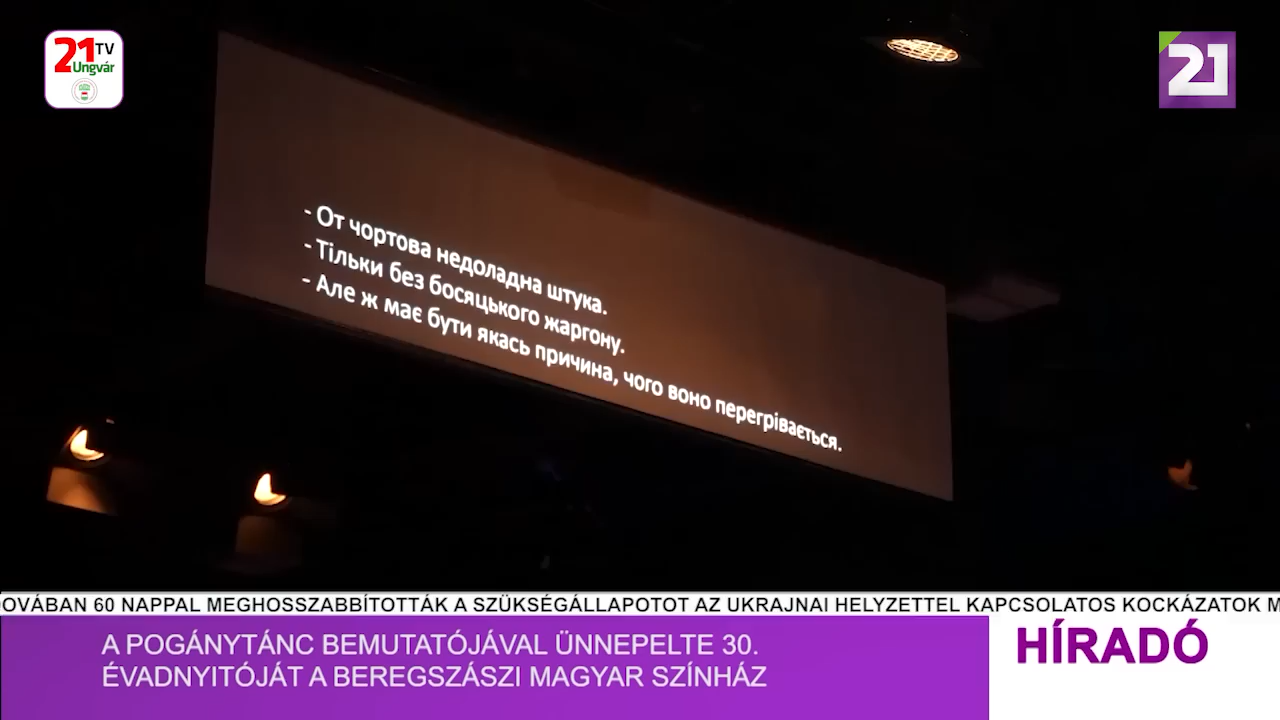 21 TV
Ungvár
21
- От чортова недоладна штука.
- Тільки без босяцького жаргону.
- Але ж має бути якась причина, чого воно перегрівається.
OVÁBAN 60 NAPPAL MEGHOSSZABBÍTOTTÁK A SZÜKSÉGÁLLAPOTOT AZ UKRAJNAI HELYZETTEL KAPCSOLATOS KOCKÁZATOK M
A POGÁNYTÁNC BEMUTATÓJÁVAL ÜNNEPELTE 30.
ÉVADNYITÓJÁT A BEREGSZÁSZI MAGYAR SZÍNHÁZ
HÍRADÓ